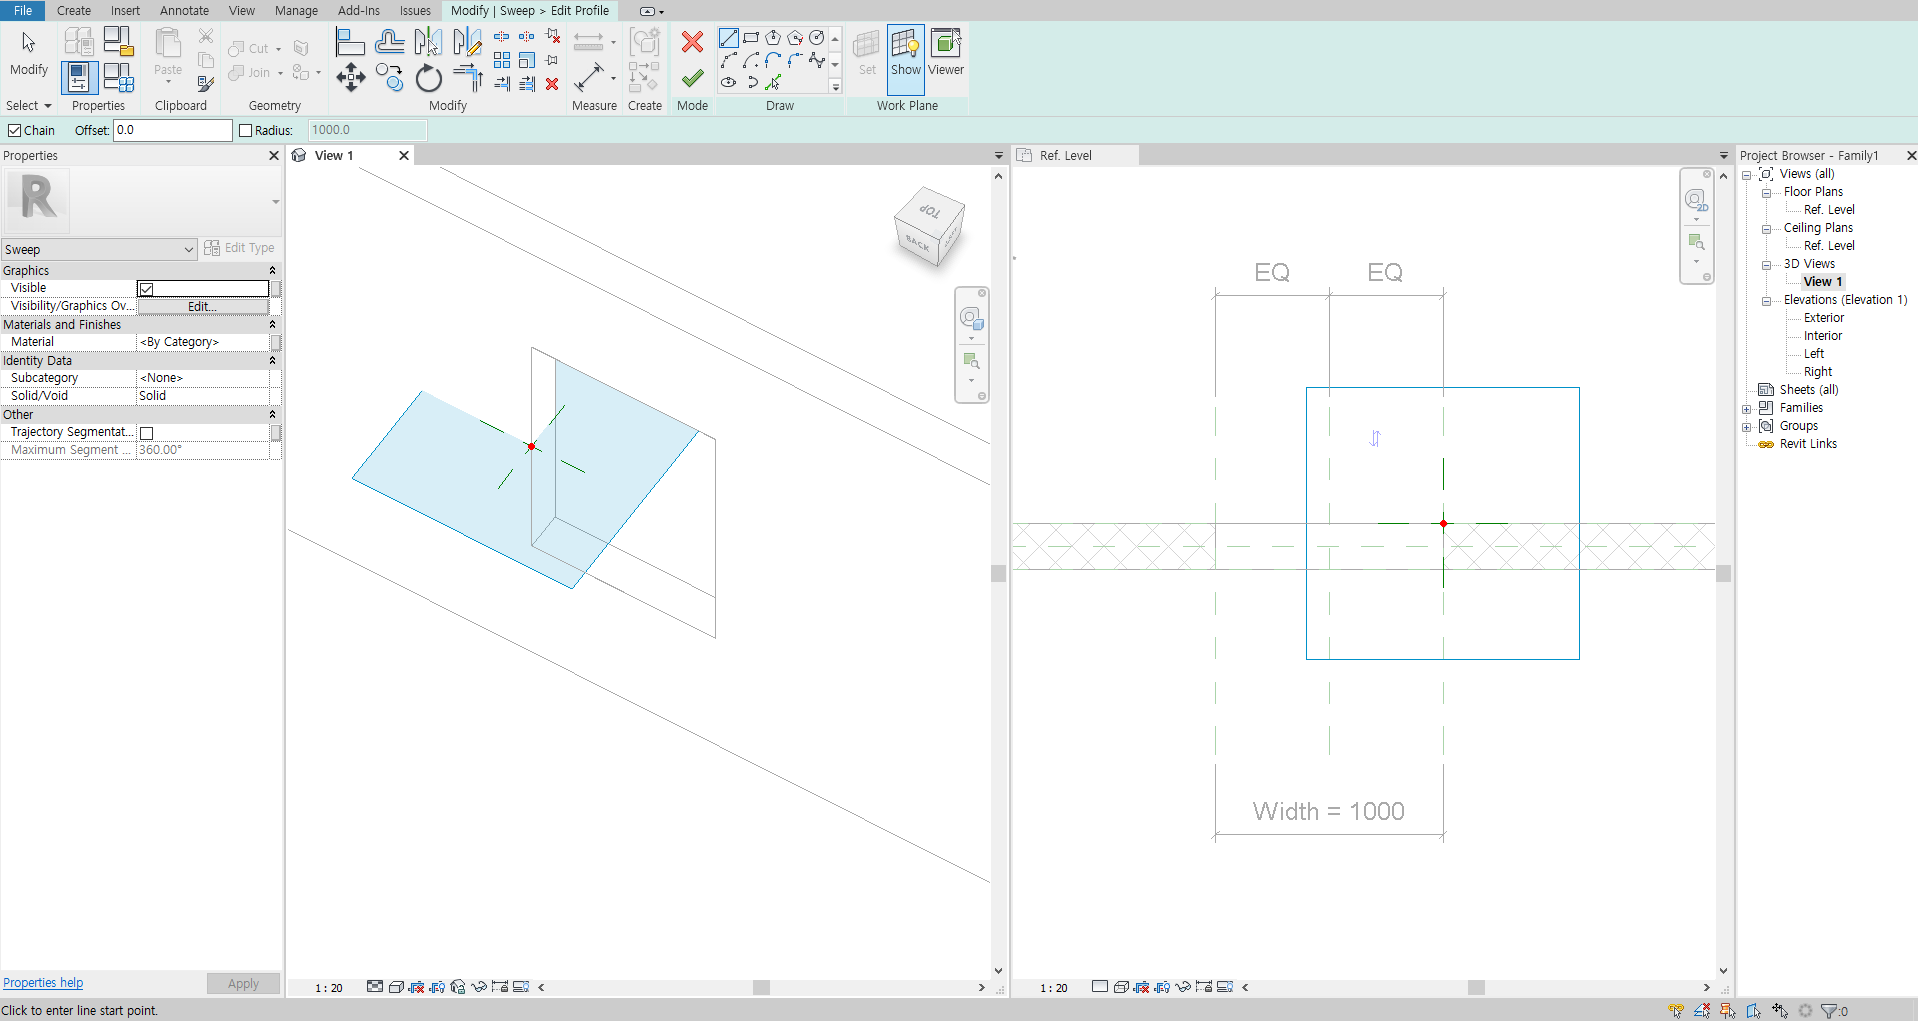 File Create Insert Annotate View Manage Add-Ins Issues Modify | Sweep > Edit Profile
Modify
Paste
Cut
Join
Set Show Viewer
Select Properties Clipboard Geometry Modify Measure Create Mode Draw Work Plane
Chain Offset: 0.0 Radius: 1000.0
Properties
R
Sweep
Edit Type
Graphics
Visible
Visibility/Graphics Ov... Edit...
Materials and Finishes
Material <By Category>
Identity Data
Subcategory <None>
Solid/Void Solid
Other
Trajectory Segmentat...
Maximum Segment ... 360.00°
Properties help
Apply
View 1
TOP
BACK
1 : 20
Ref. Level
2D
EQ EQ
Width = 1000
1 : 20
Project Browser - Family1
Views (all)
Floor Plans
Ref. Level
Ceiling Plans
Ref. Level
3D Views
View 1
Elevations (Elevation 1)
Exterior
Interior
Left
Right
Sheets (all)
Families
Groups
Revit Links
Click to enter line start point.
:0